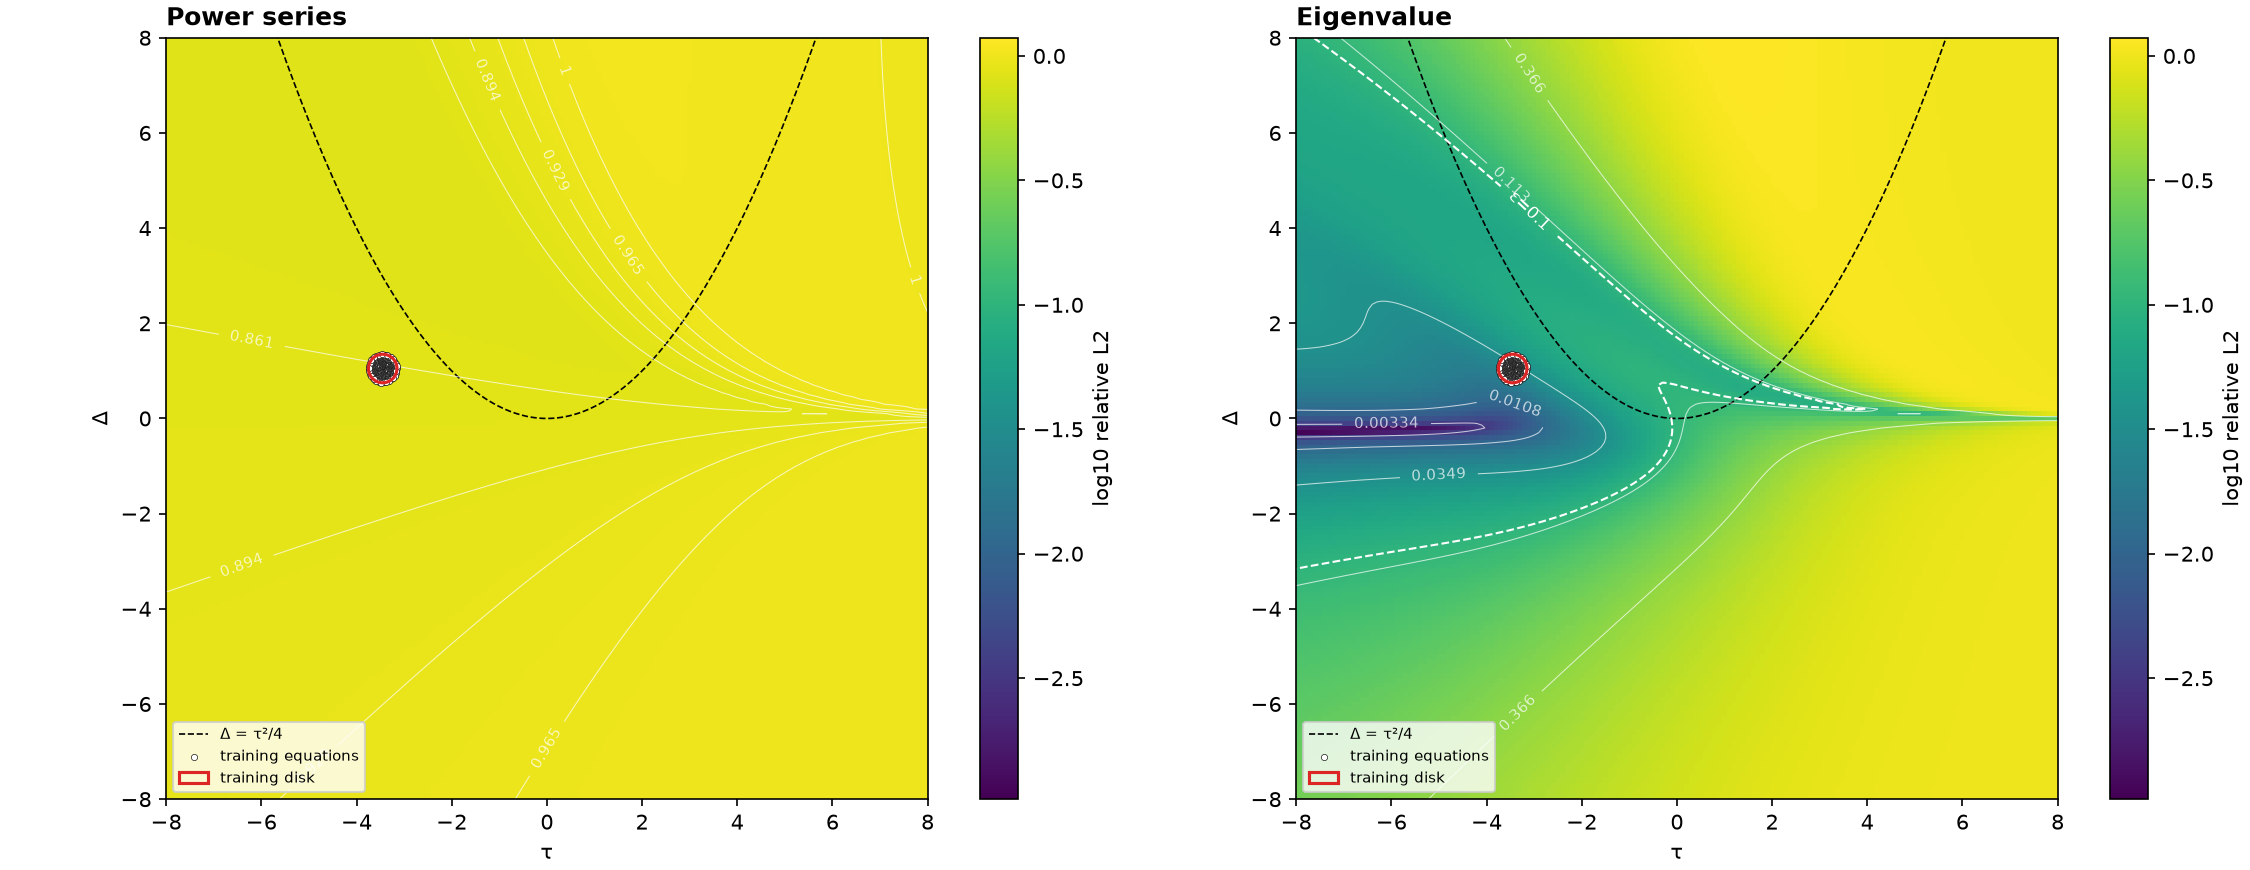 Power series
8
6
4
2
0
−2
−4
−6
−8
Δ
−8 −6 −4 −2 0 2 4 6 8
τ
0.894
1
0.929
0.965
1
0.861
0.894
0.965
Δ = τ²/4
training equations
training disk
0.0
−0.5
−1.0
−1.5
−2.0
−2.5
log10 relative L2
Eigenvalue
8
6
4
2
0
−2
−4
−6
−8
Δ
−8 −6 −4 −2 0 2 4 6 8
τ
0.366
0.113
ε=0.1
0.0108
0.00334
0.0349
0.366
Δ = τ²/4
training equations
training disk
0.0
−0.5
−1.0
−1.5
−2.0
−2.5
log10 relative L2